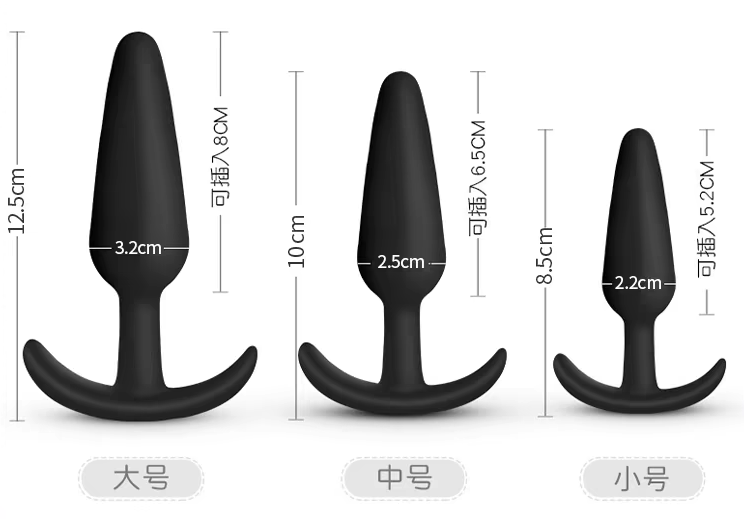 12.5cm
3.2cm
可插入8CM
10cm
2.5cm
可插入6.5CM
8.5cm
2.2cm
可插入5.2CM
大号
中号
小号